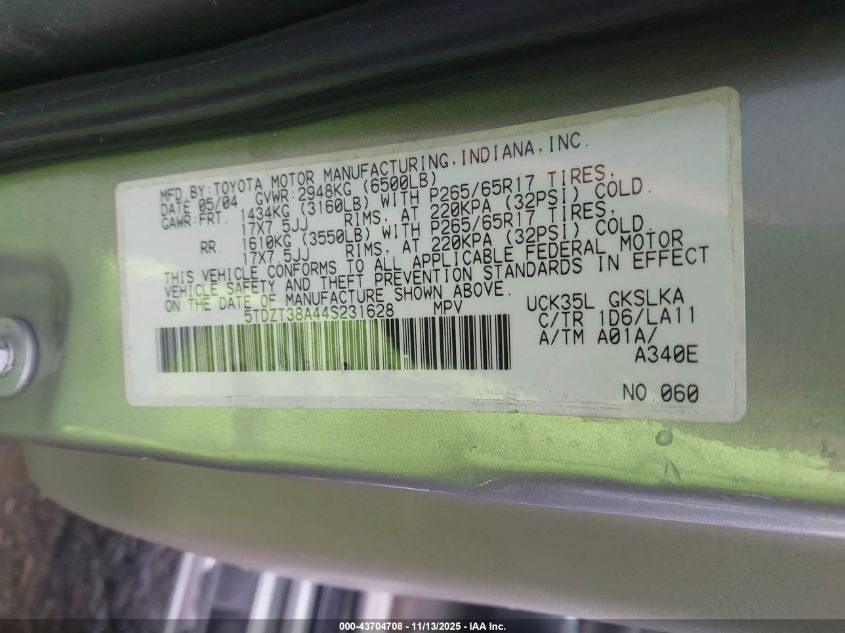 MFD.BY:TOYOTA MOTOR MANUFACTURING,INDIANA,INC.
DATE 05/04 GVWR:2948KG (6500LB)
GAWR:FRT. 1434KG (3160LB) WITH P265/65R17 TIRES,
17X7.5JJ RIMS, AT 220KPA (32PSI) COLD.
RR. 1610KG (3550LB) WITH P265/65R17 TIRES,
17X7.5JJ RIMS, AT 220KPA (32PSI) COLD.
THIS VEHICLE CONFORMS TO ALL APPLICABLE FEDERAL MOTOR
VEHICLE SAFETY AND THEFT PREVENTION STANDARDS IN EFFECT
ON THE DATE OF MANUFACTURE SHOWN ABOVE.
5TDZT38A44S231628 MPV
UCK35L GKSLKA
C/TR 1D6/LA11
A/TM A01A/
A340E
NO.060
000-43704708 - 11/13/2025 - IAA Inc.